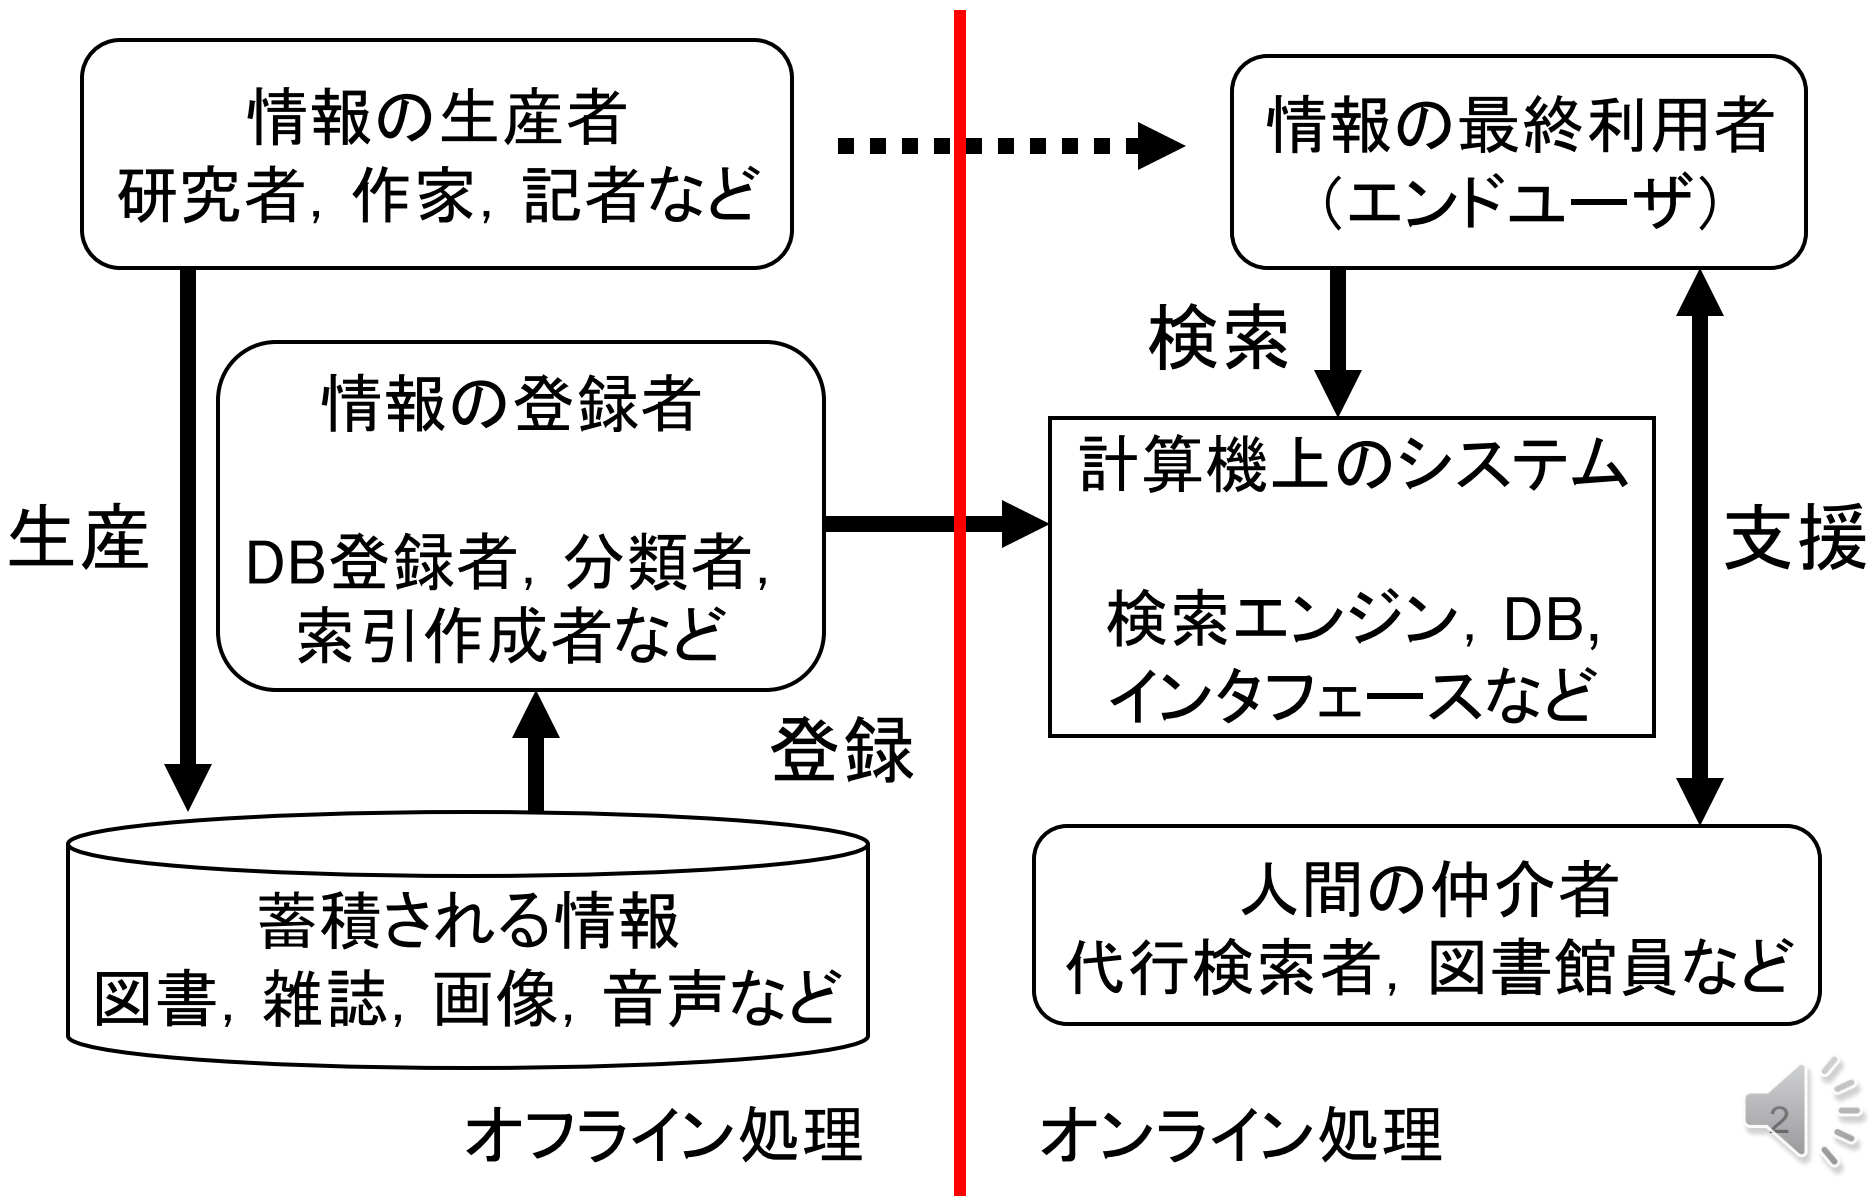 情報の生産者
研究者，作家，記者など
情報の最終利用者
（エンドユーザ）
検索
情報の登録者
DB登録者，分類者，
索引作成者など
生産
計算機上のシステム
検索エンジン，DB,
インタフェースなど
支援
登録
蓄積される情報
図書，雑誌，画像，音声など
人間の仲介者
代行検索者，図書館員など
オフライン処理
オンライン処理
2